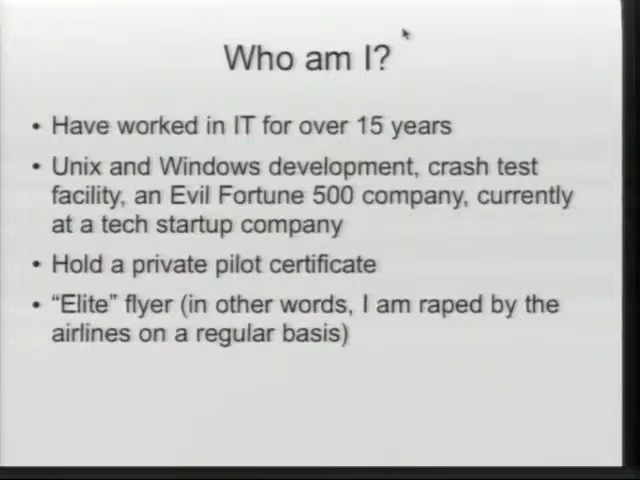 Who am I?
• Have worked in IT for over 15 years
• Unix and Windows development, crash test
facility, an Evil Fortune 500 company, currently
at a tech startup company
• Hold a private pilot certificate
• “Elite” flyer (in other words, I am raped by the
airlines on a regular basis)